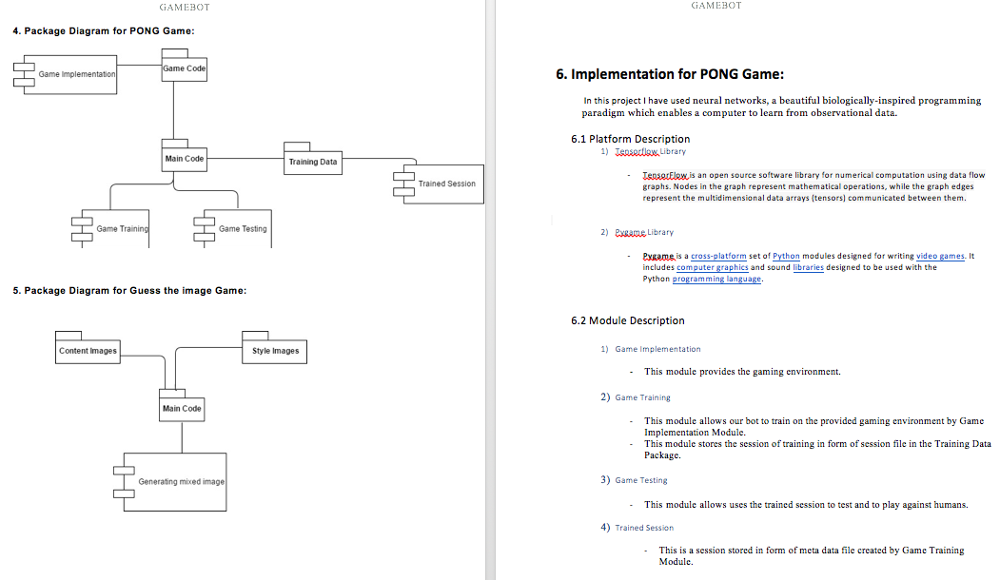 GAMEBOT
4. Package Diagram for PONG Game:
Game Code
Game Implementation
Main Code
Training Data
Trained Session
Game Training
Game Testing
5. Package Diagram for Guess the image Game:
Content Images
Style Images
Main Code
Generating mixed image
GAMEBOT
6. Implementation for PONG Game:
In this project I have used neural networks, a beautiful biologically-inspired programming
paradigm which enables a computer to learn from observational data.
6.1 Platform Description
1) Tensorflow Library
- TensorFlow is an open source software library for numerical computation using data flow
graphs. Nodes in the graph represent mathematical operations, while the graph edges
represent the multidimensional data arrays (tensors) communicated between them.
2) Pygame Library
- Pygame is a cross-platform set of Python modules designed for writing video games. It
includes computer graphics and sound libraries designed to be used with the
Python programming language.
6.2 Module Description
1) Game Implementation
- This module provides the gaming environment.
2) Game Training
- This module allows our bot to train on the provided gaming environment by Game
Implementation Module.
- This module stores the session of training in form of session file in the Training Data
Package.
3) Game Testing
- This module allows uses the trained session to test and to play against humans.
4) Trained Session
- This is a session stored in form of meta data file created by Game Training
Module.